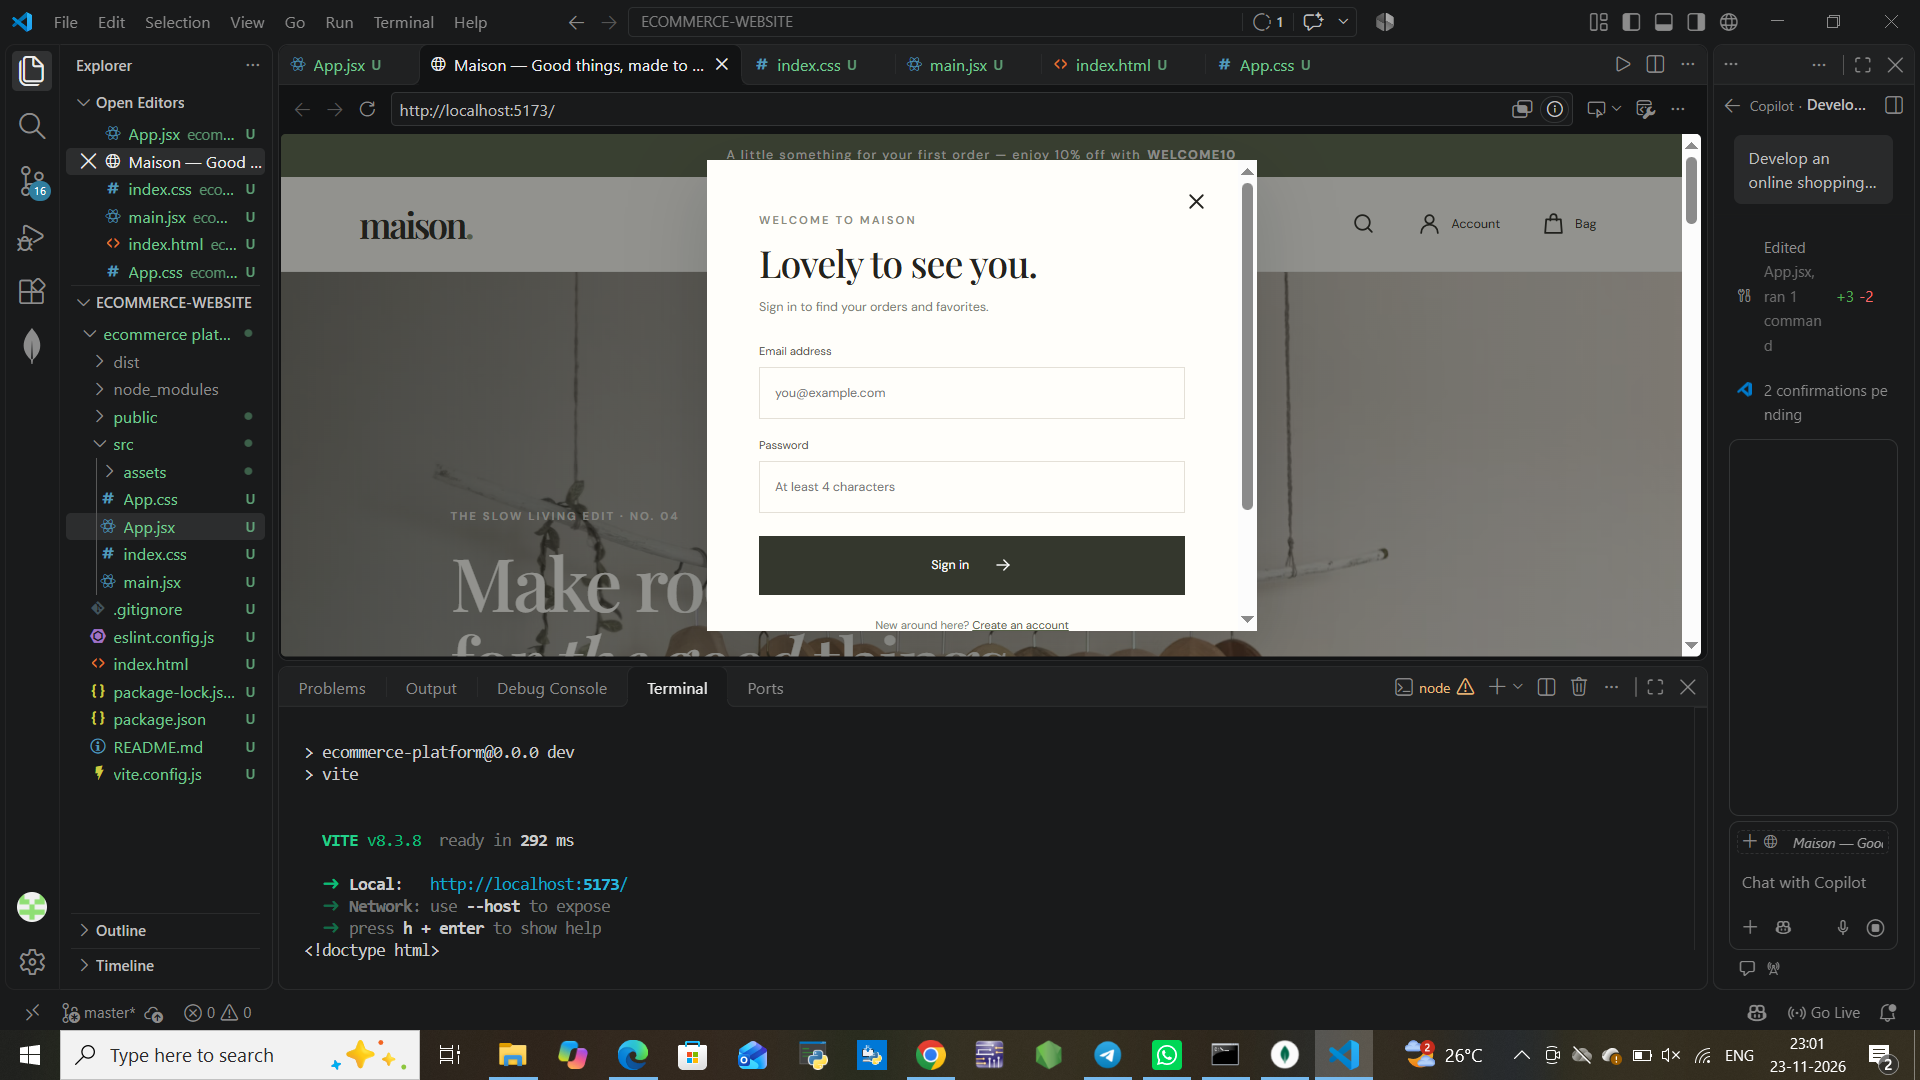 File Edit Selection View Go Run Terminal Help
ECOMMERCE-WEBSITE
1
Explorer
Open Editors
App.jsx ecom... U
Maison — Good ...
index.css eco... U
main.jsx eco... U
index.html ec... U
App.css ecom... U
16
ECOMMERCE-WEBSITE
ecommerce plat...
dist
node_modules
public
src
assets
App.css U
App.jsx U
index.css U
main.jsx U
.gitignore U
eslint.config.js U
index.html U
package-lock.js... U
package.json U
README.md U
vite.config.js U
Outline
Timeline
App.jsx U
Maison — Good things, made to ...
index.css U
main.jsx U
index.html U
App.css U
http://localhost:5173/
A little something for your first order — enjoy 10% off with WELCOME10
maison.
Account
Bag
THE SLOW LIVING EDIT · NO. 04
Make ro
for the good things
WELCOME TO MAISON
Lovely to see you.
Sign in to find your orders and favorites.
Email address
you@example.com
Password
At least 4 characters
Sign in →
New around here? Create an account
Problems Output Debug Console Terminal Ports
node
> ecommerce-platform@0.0.0 dev
> vite
VITE v8.3.8 ready in 292 ms
➜ Local: http://localhost:5173/
➜ Network: use --host to expose
➜ press h + enter to show help
<!doctype html>
Copilot · Develo...
Develop an
online shopping...
Edited
App.jsx,
ran 1
comman
d
+3 -2
2 confirmations pe
nding
Maison — Goo
Chat with Copilot
master*
0 0
Go Live
Type here to search
2
26°C
ENG
23:01
23-11-2026
2